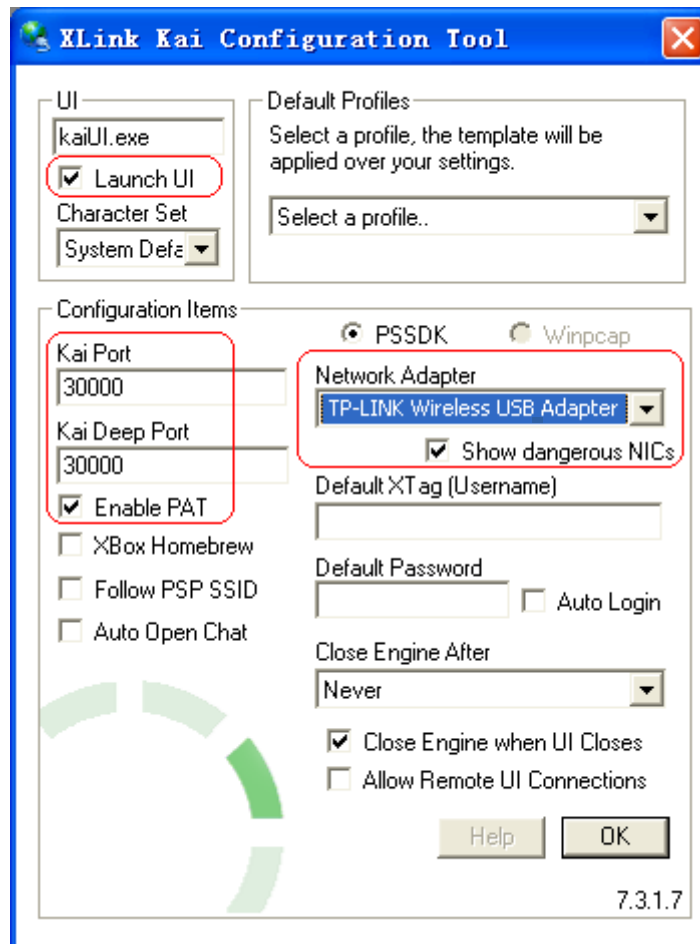 XLink Kai Configuration Tool
UI
kaiUI.exe
Launch UI
Character Set
System Defa
Default Profiles
Select a profile, the template will be
applied over your settings.
Select a profile..
Configuration Items
Kai Port
30000
Kai Deep Port
30000
Enable PAT
XBox Homebrew
Follow PSP SSID
Auto Open Chat
PSSDK
Winpcap
Network Adapter
TP-LINK Wireless USB Adapter
Show dangerous NICs
Default XTag (Username)
Default Password
Auto Login
Close Engine After
Never
Close Engine when UI Closes
Allow Remote UI Connections
Help
OK
7.3.1.7